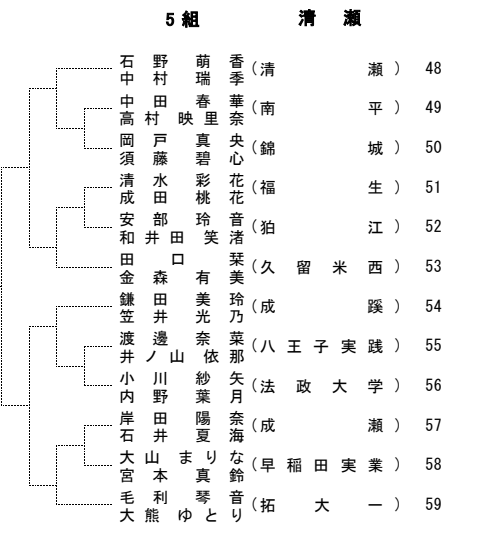 5組 清瀬
石野萌香
中村瑞季 (清瀬) 48
中田春華
高村映里奈 (南平) 49
岡戸真央
須藤碧心 (錦城) 50
清水彩花
成田桃花 (福生) 51
安部玲音
和井田笑渚 (狛江) 52
田口栞
金森有美 (久留米西) 53
鎌田美玲
笠井光乃 (成蹊) 54
渡邊奈菜
井ノ山依那 (八王子実践) 55
小川紗矢
内野葉月 (法政大学) 56
岸田陽奈
石井夏海 (成瀬) 57
大山まりな
宮本真鈴 (早稲田実業) 58
毛利琴音
大熊ゆとり (拓大一) 59